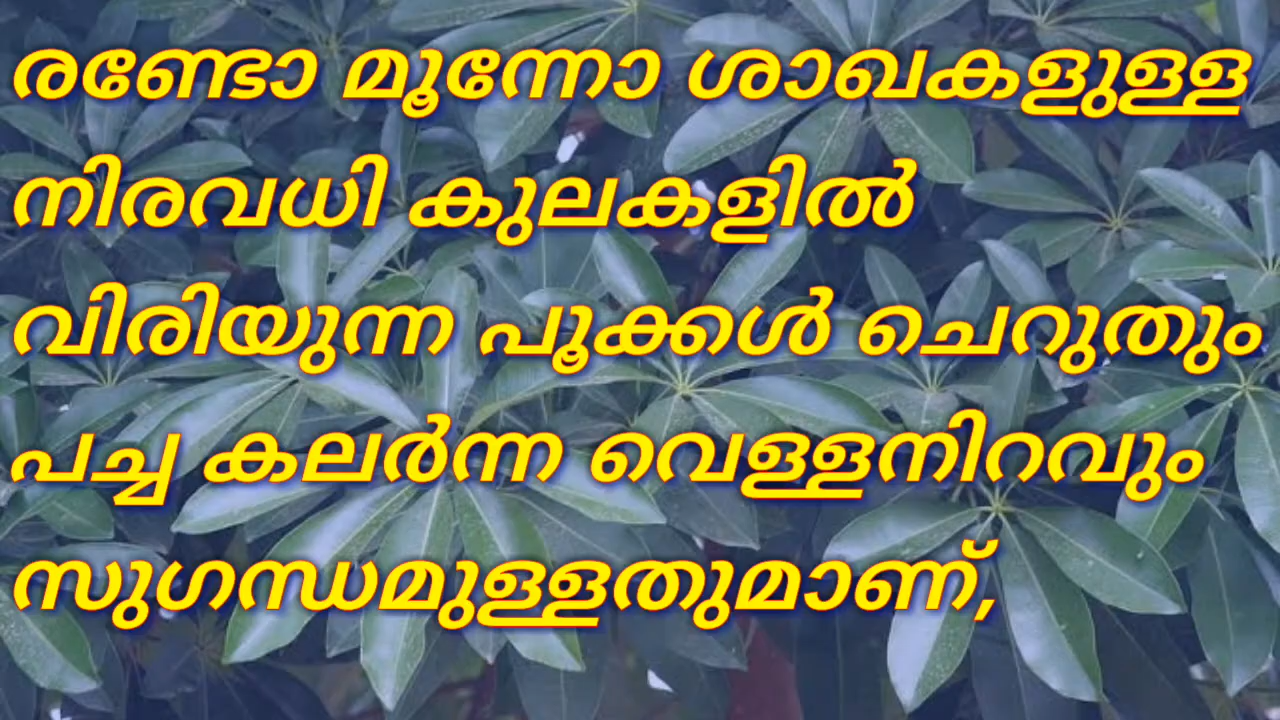 രണ്ടോ മൂന്നോ ശാഖകളുള്ള
നിരവധി കുലകളിൽ
വിരിയുന്ന പൂക്കൾ ചെറുതും
പച്ച കലർന്ന വെള്ളനിറവും
സുഗന്ധമുള്ളതുമാണ്,